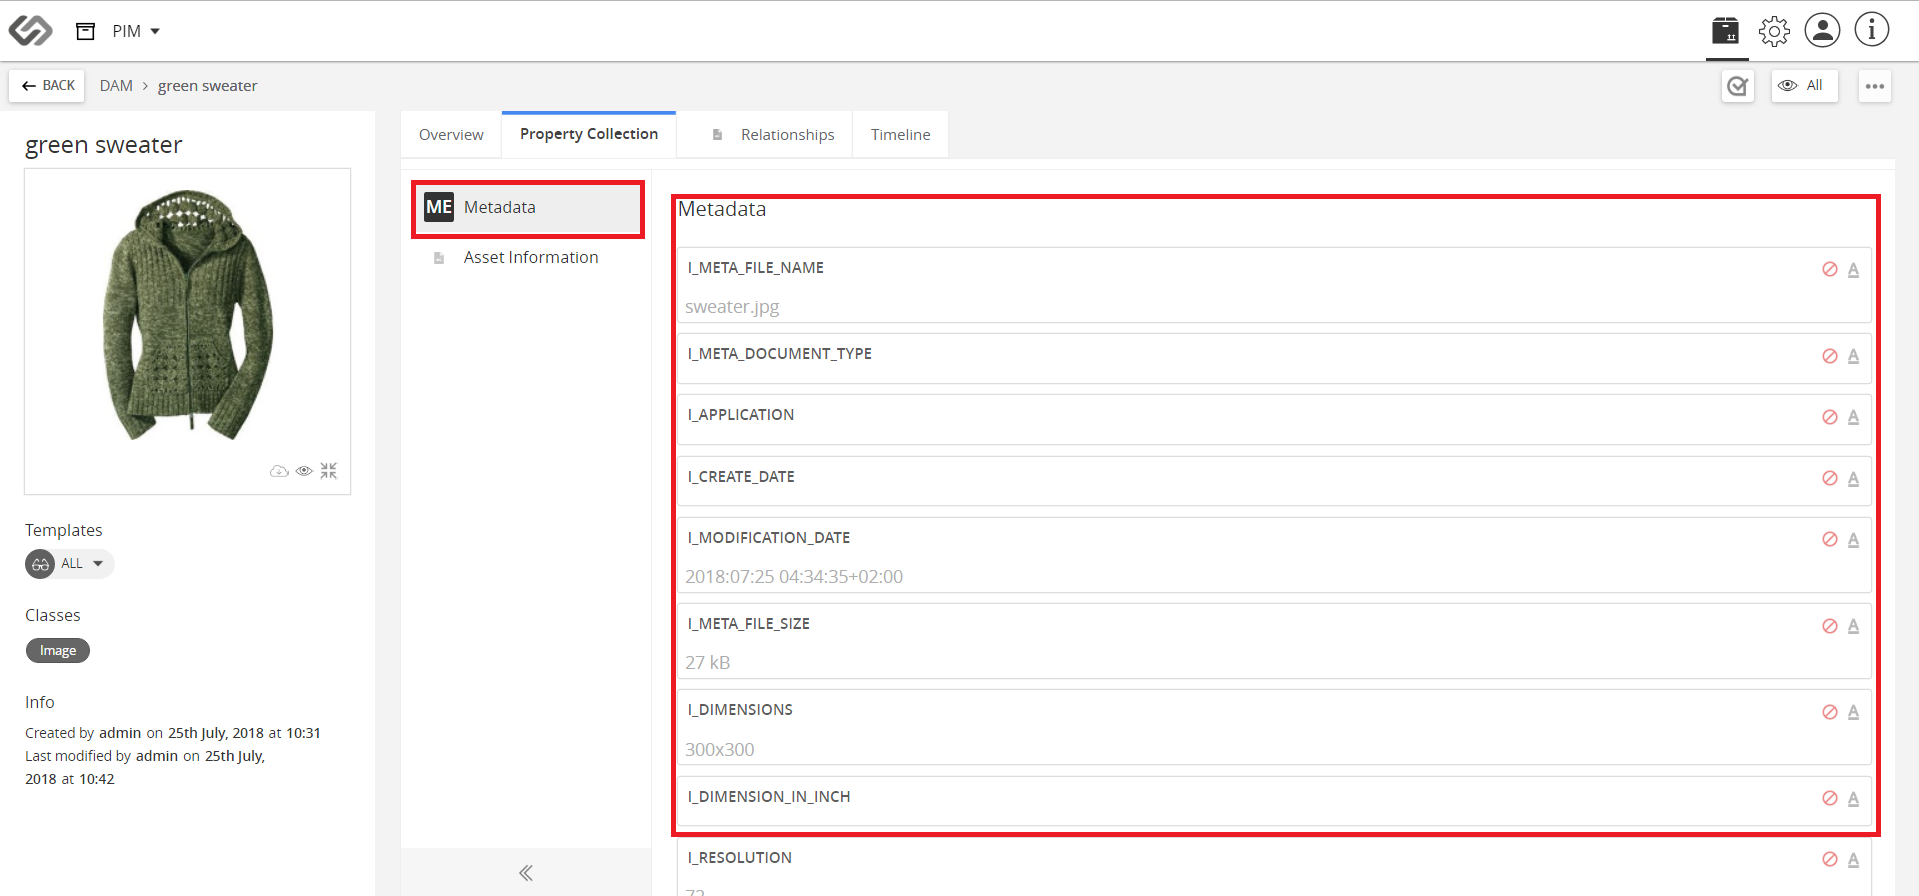 PIM
BACK
DAM > green sweater
All
green sweater
Overview
Property Collection
Relationships
Timeline
ME Metadata
Asset Information
Metadata
I_META_FILE_NAME
sweater.jpg
I_META_DOCUMENT_TYPE
I_APPLICATION
I_CREATE_DATE
I_MODIFICATION_DATE
2018:07:25 04:34:35+02:00
I_META_FILE_SIZE
27 kB
I_DIMENSIONS
300x300
I_DIMENSION_IN_INCH
I_RESOLUTION
72
Templates
ALL
Classes
Image
Info
Created by admin on 25th July, 2018 at 10:31
Last modified by admin on 25th July,
2018 at 10:42